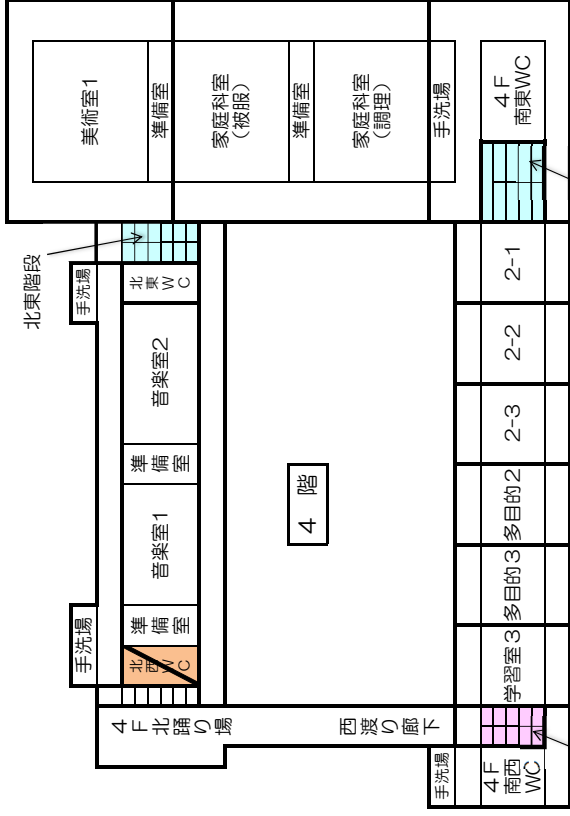 美術室1
準備室
家庭科室
(被服)
準備室
家庭科室
(調理)
手洗場
4F
南東WC
北東階段
手洗場
北東WC
音楽室2
準備室
音楽室1
準備室
北西WC
手洗場
4F北踊り場
西渡り廊下
4 階
2-1
2-2
2-3
多目的2
多目的3
学習室3
手洗場
4F
南西
WC